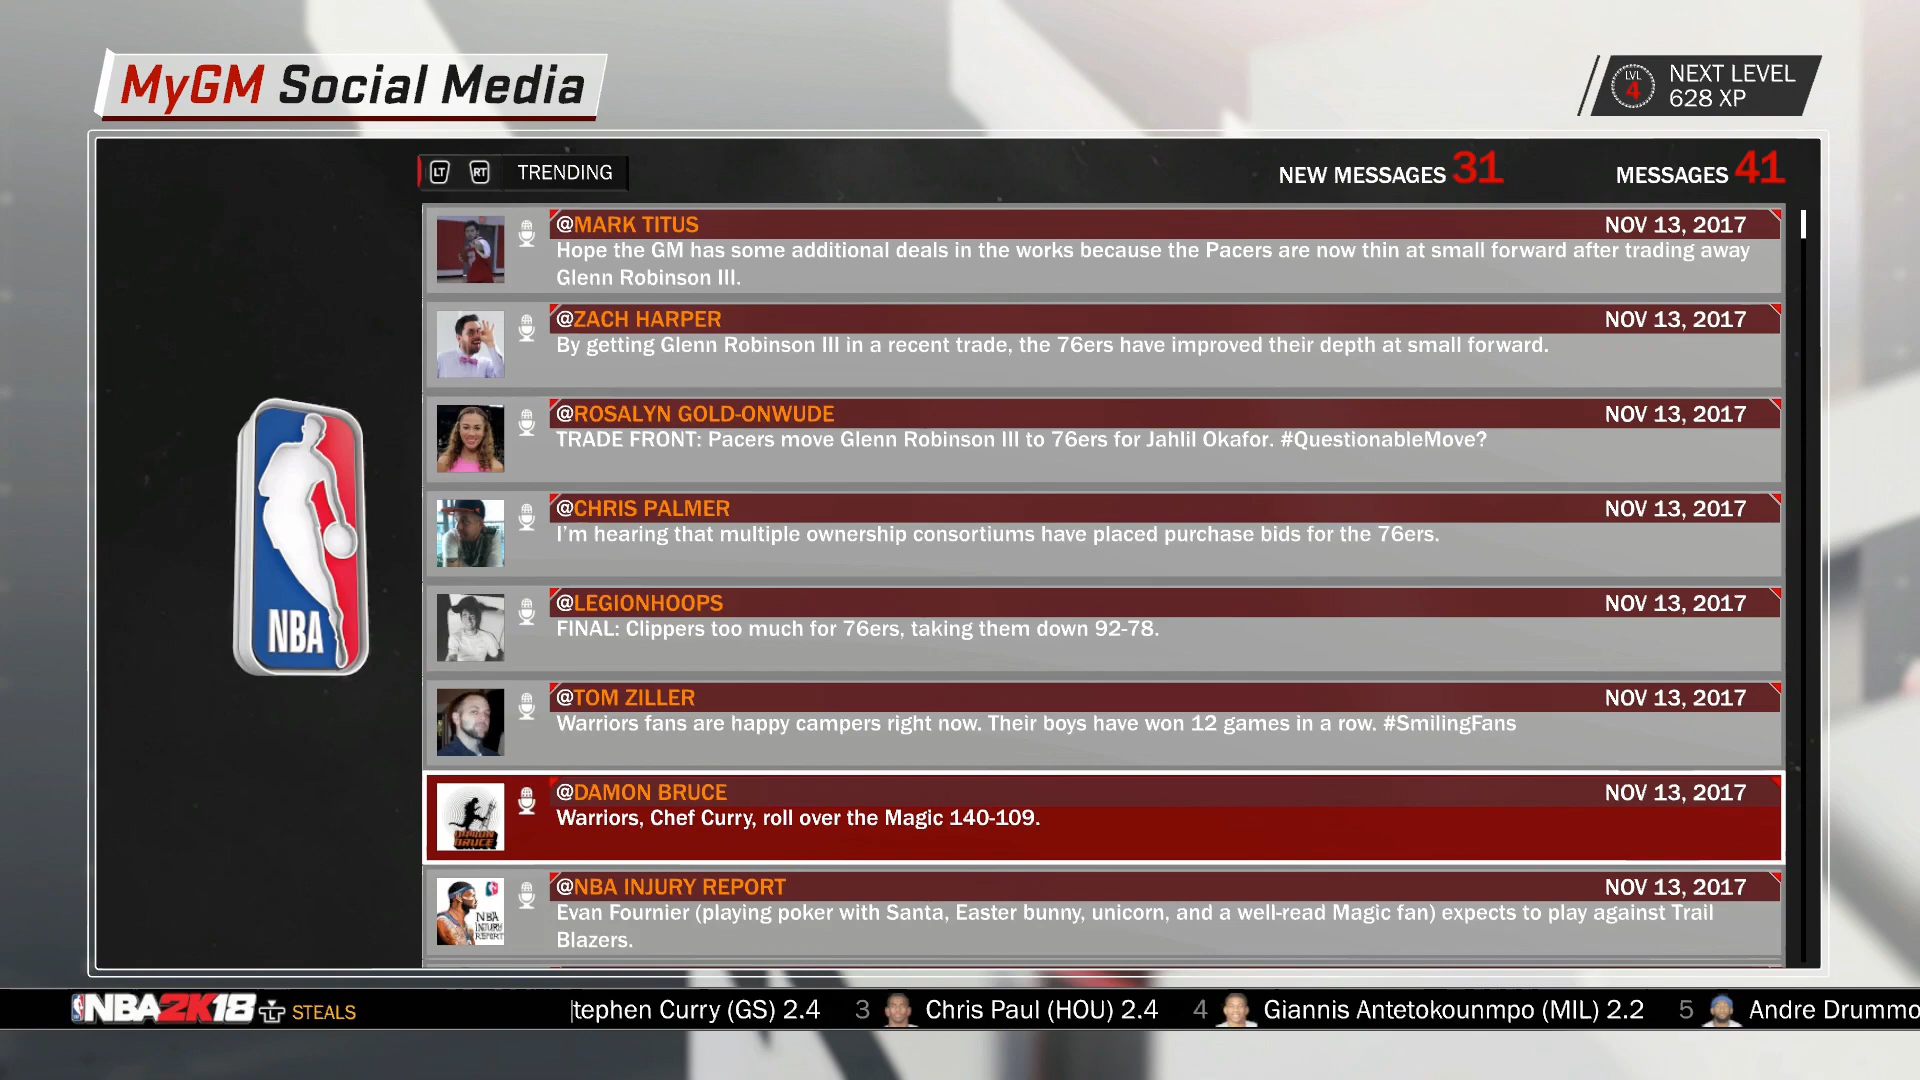 MyGM Social Media
LVL
4
NEXT LEVEL
628 XP
LT RT TRENDING
NEW MESSAGES 31
MESSAGES 41
@MARK TITUS NOV 13, 2017
Hope the GM has some additional deals in the works because the Pacers are now thin at small forward after trading away
Glenn Robinson III.
@ZACH HARPER NOV 13, 2017
By getting Glenn Robinson III in a recent trade, the 76ers have improved their depth at small forward.
@ROSALYN GOLD-ONWUDE NOV 13, 2017
TRADE FRONT: Pacers move Glenn Robinson III to 76ers for Jahlil Okafor. #QuestionableMove?
@CHRIS PALMER NOV 13, 2017
I'm hearing that multiple ownership consortiums have placed purchase bids for the 76ers.
@LEGIONHOOPS NOV 13, 2017
FINAL: Clippers too much for 76ers, taking them down 92-78.
@TOM ZILLER NOV 13, 2017
Warriors fans are happy campers right now. Their boys have won 12 games in a row. #SmilingFans
@DAMON BRUCE NOV 13, 2017
Warriors, Chef Curry, roll over the Magic 140-109.
DAMON
BRUCE
@NBA INJURY REPORT NOV 13, 2017
Evan Fournier (playing poker with Santa, Easter bunny, unicorn, and a well-read Magic fan) expects to play against Trail
Blazers.
NBA
INJURY
REPORT
NBA
NBA2K18 STEALS tephen Curry (GS) 2.4 3 Chris Paul (HOU) 2.4 4 Giannis Antetokounmpo (MIL) 2.2 5 Andre Drummo